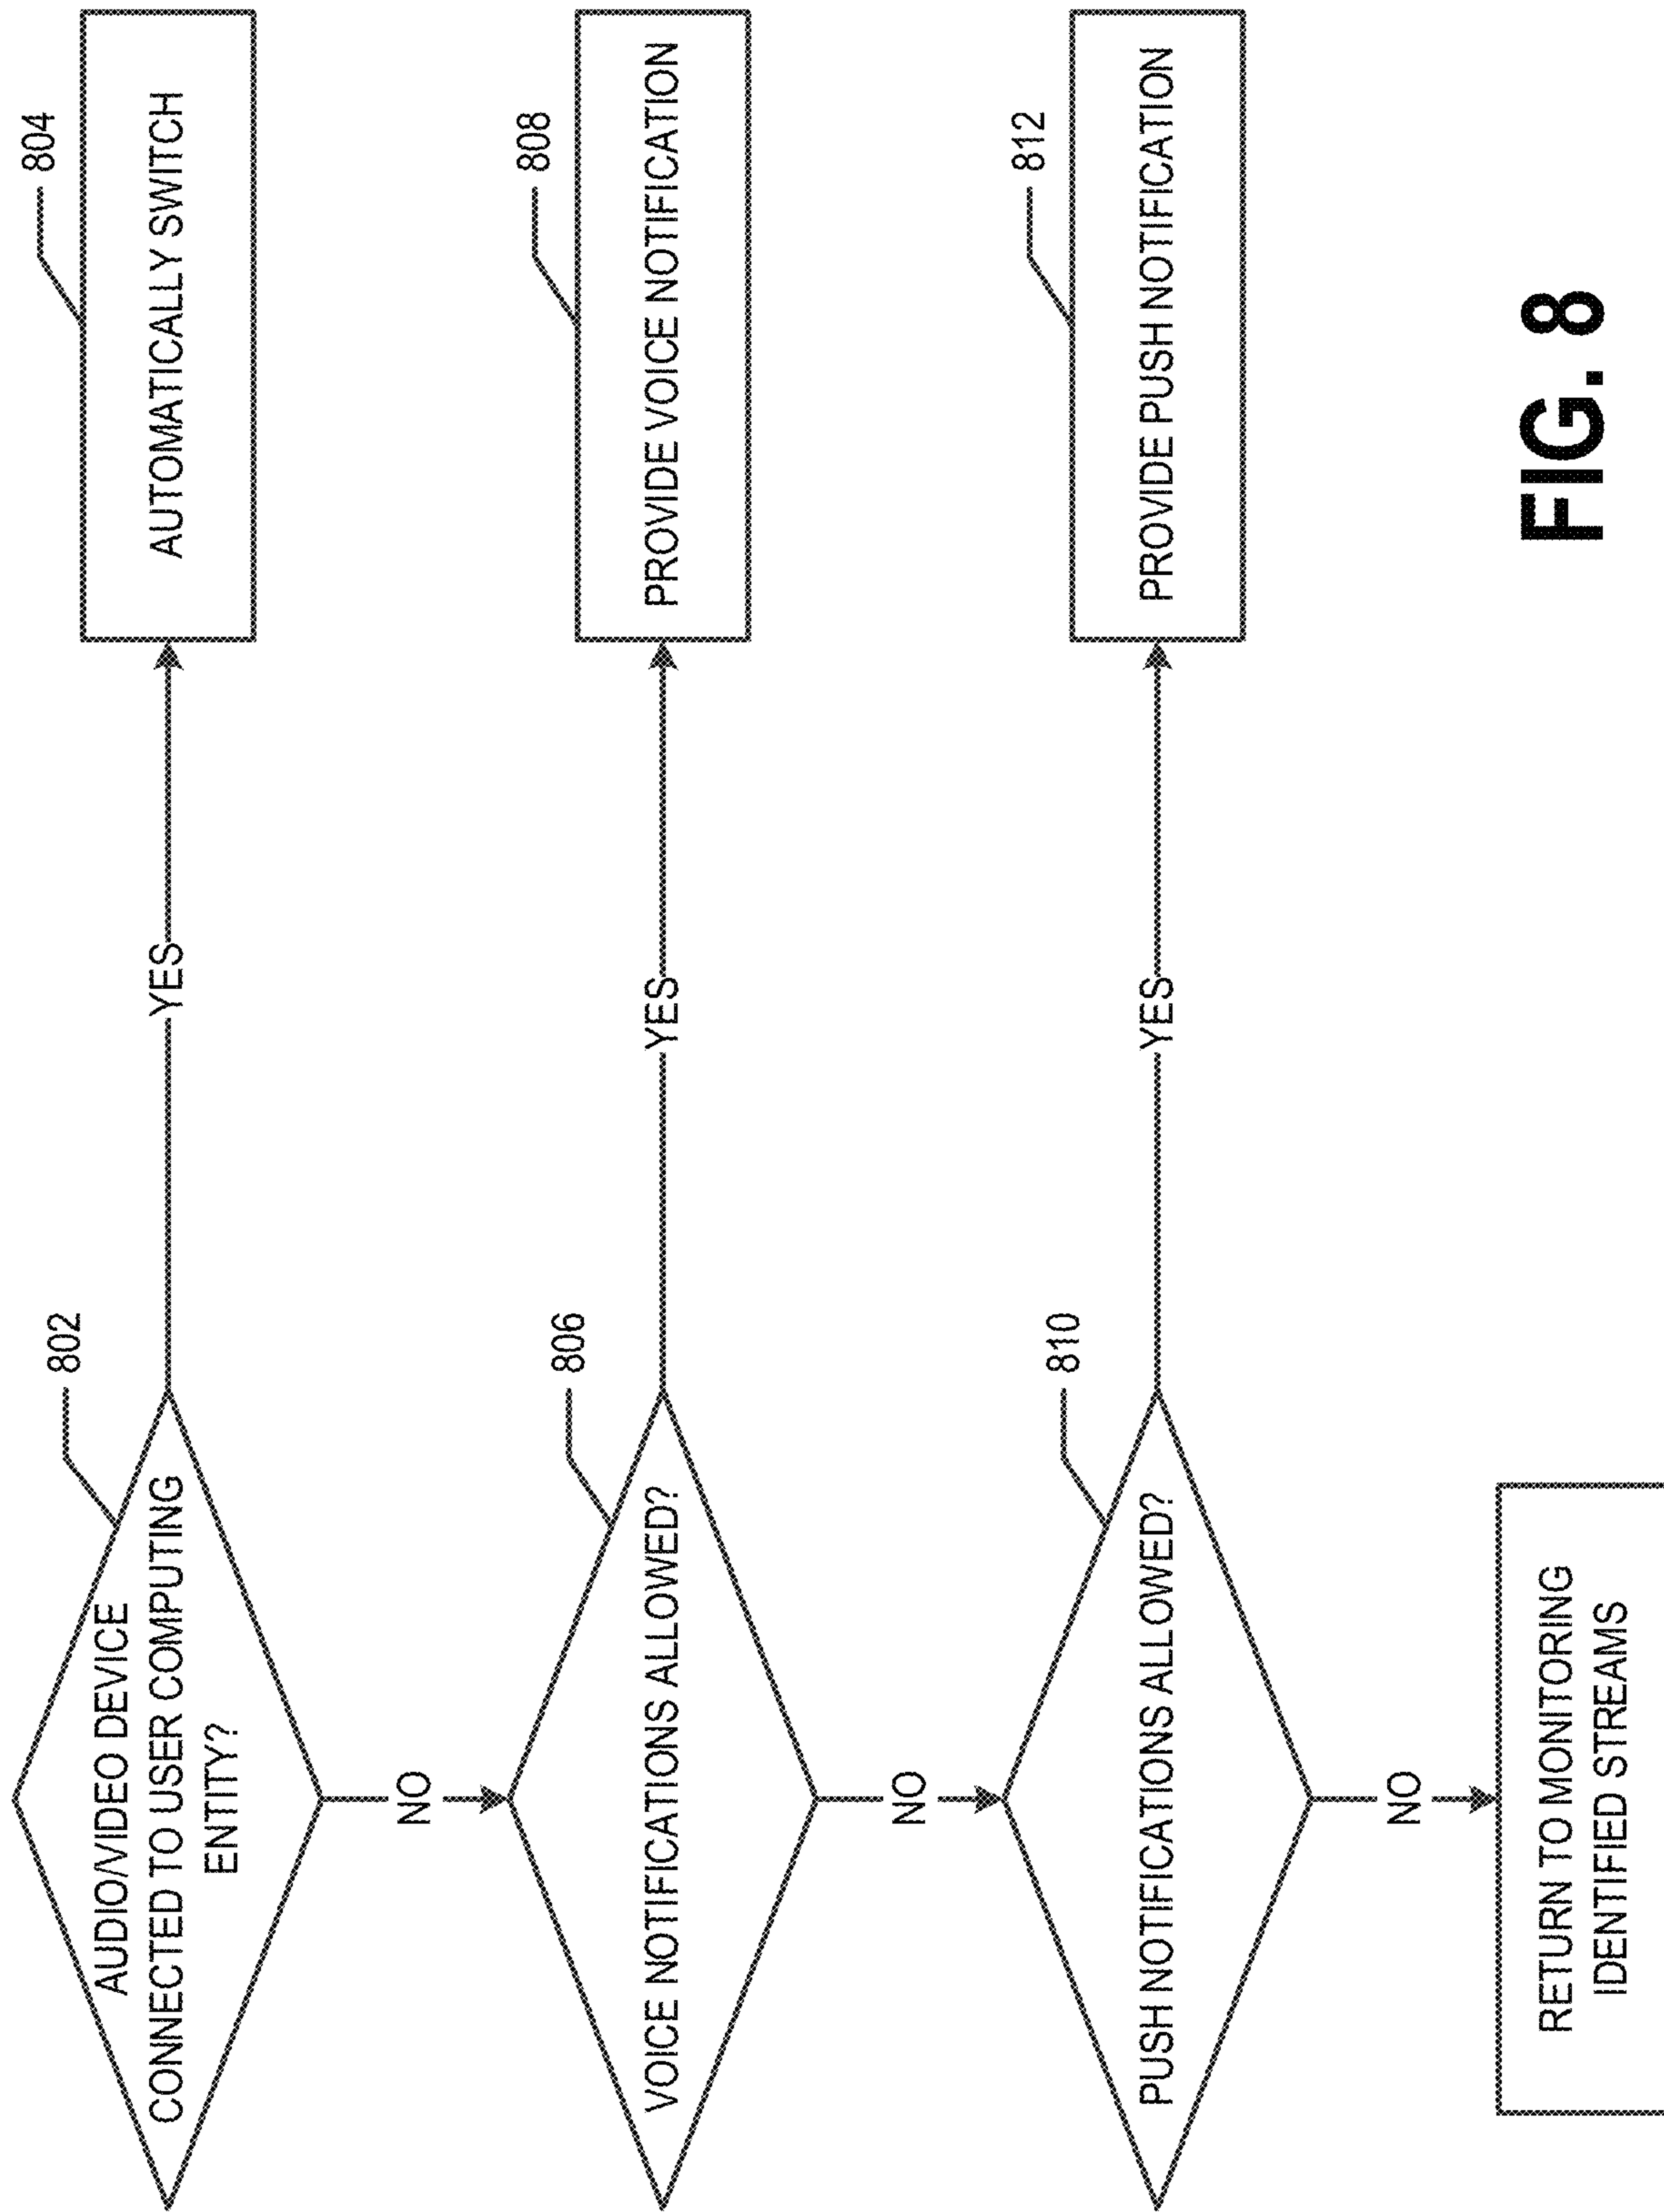 802
AUDIO/VIDEO DEVICE
CONNECTED TO USER COMPUTING
ENTITY?
YES
804
AUTOMATICALLY SWITCH
NO
806
VOICE NOTIFICATIONS ALLOWED?
YES
808
PROVIDE VOICE NOTIFICATION
NO
810
PUSH NOTIFICATIONS ALLOWED?
YES
812
PROVIDE PUSH NOTIFICATION
NO
RETURN TO MONITORING
IDENTIFIED STREAMS
FIG. 8